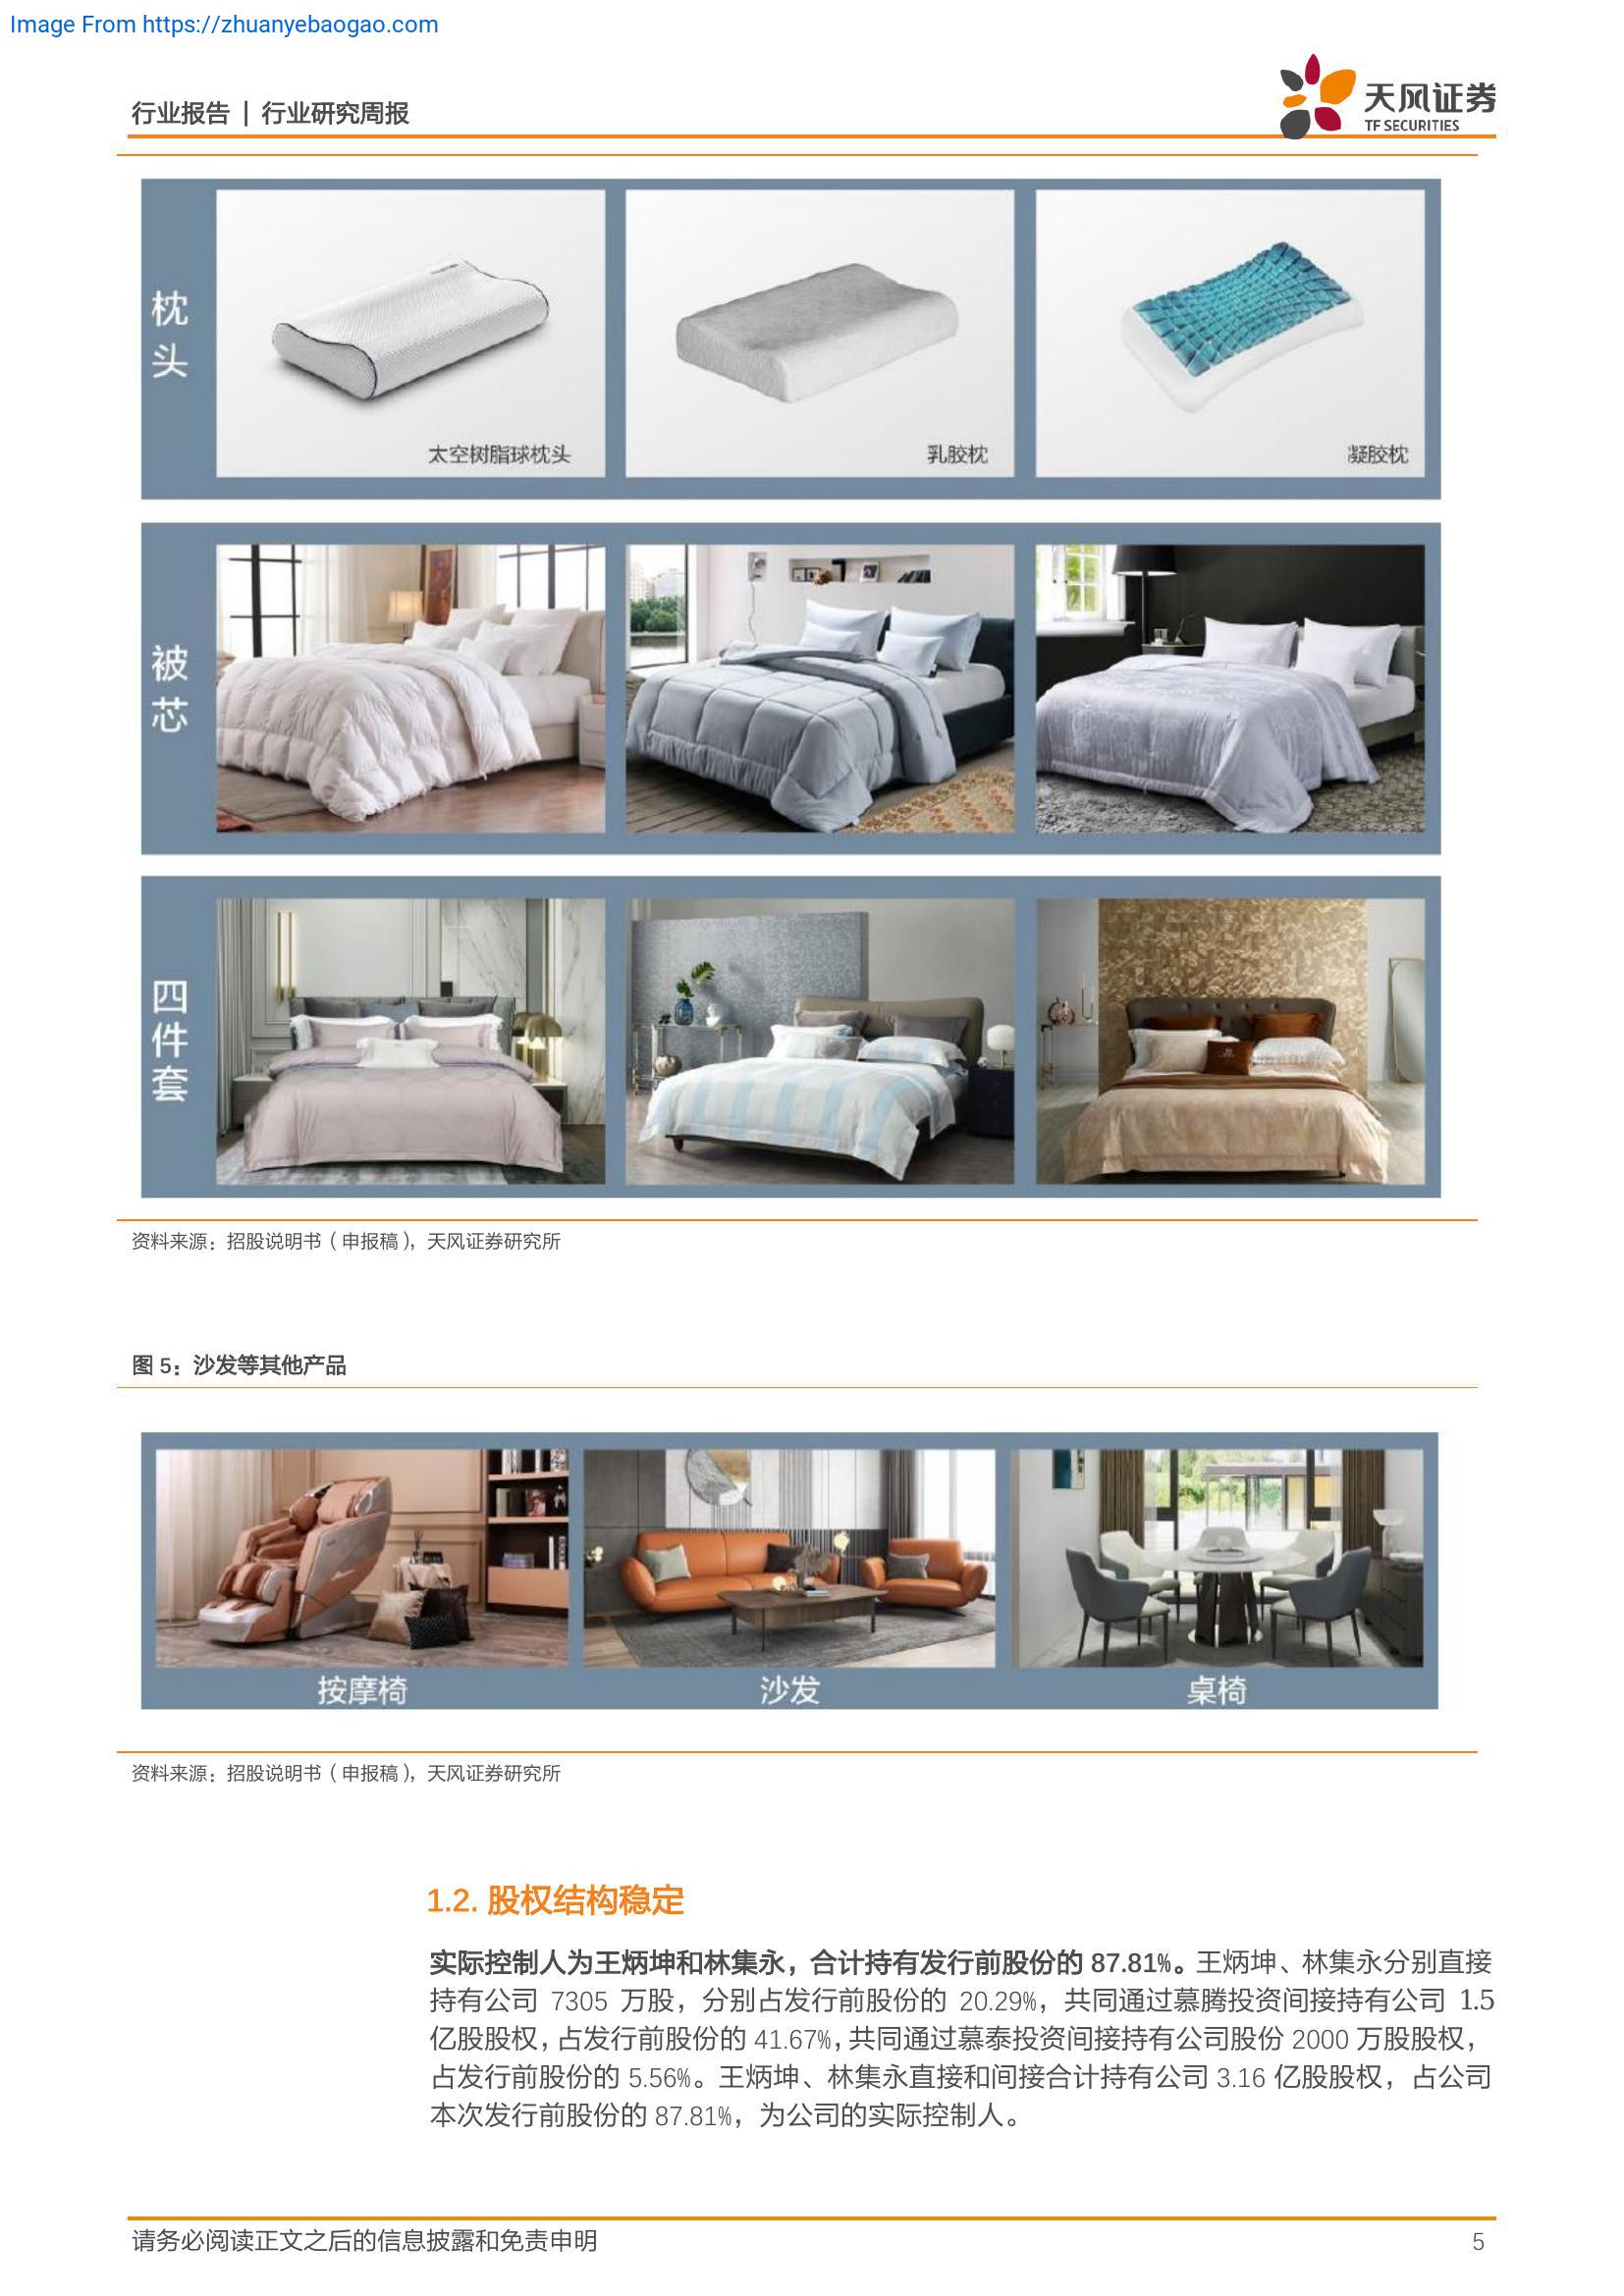 Image From https://zhuanyebaogao.com
行业报告 | 行业研究周报
天风证券
TF SECURITIES
枕头
太空树脂球枕头
乳胶枕
凝胶枕
被芯
四件套
资料来源：招股说明书（申报稿），天风证券研究所
图 5：沙发等其他产品
按摩椅
沙发
桌椅
资料来源：招股说明书（申报稿），天风证券研究所
1.2. 股权结构稳定
实际控制人为王炳坤和林集永，合计持有发行前股份的 87.81%。王炳坤、林集永分别直接
持有公司 7305 万股，分别占发行前股份的 20.29%，共同通过慕腾投资间接持有公司 1.5
亿股股权，占发行前股份的 41.67%，共同通过慕泰投资间接持有公司股份 2000 万股股权，
占发行前股份的 5.56%。王炳坤、林集永直接和间接合计持有公司 3.16 亿股股权，占公司
本次发行前股份的 87.81%，为公司的实际控制人。
请务必阅读正文之后的信息披露和免责申明
5